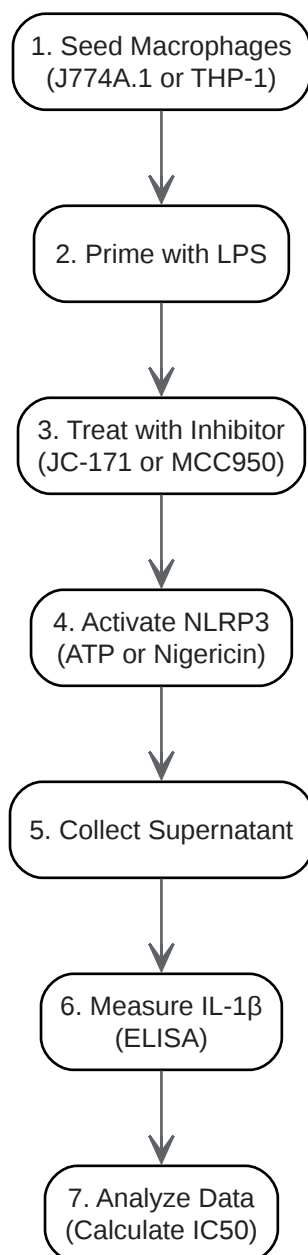 1. Seed Macrophages
(J774A.1 or THP-1)
2. Prime with LPS
3. Treat with Inhibitor
(JC-171 or MCC950)
4. Activate NLRP3
(ATP or Nigericin)
5. Collect Supernatant
6. Measure IL-1β
(ELISA)
7. Analyze Data
(Calculate IC50)